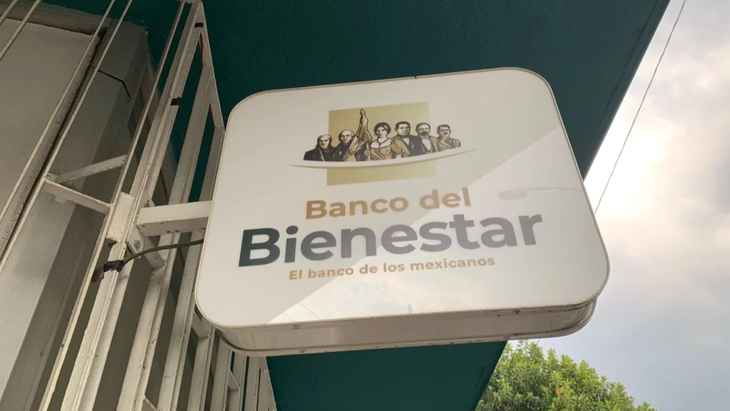 Banco del
Bienestar
El banco de los mexicanos